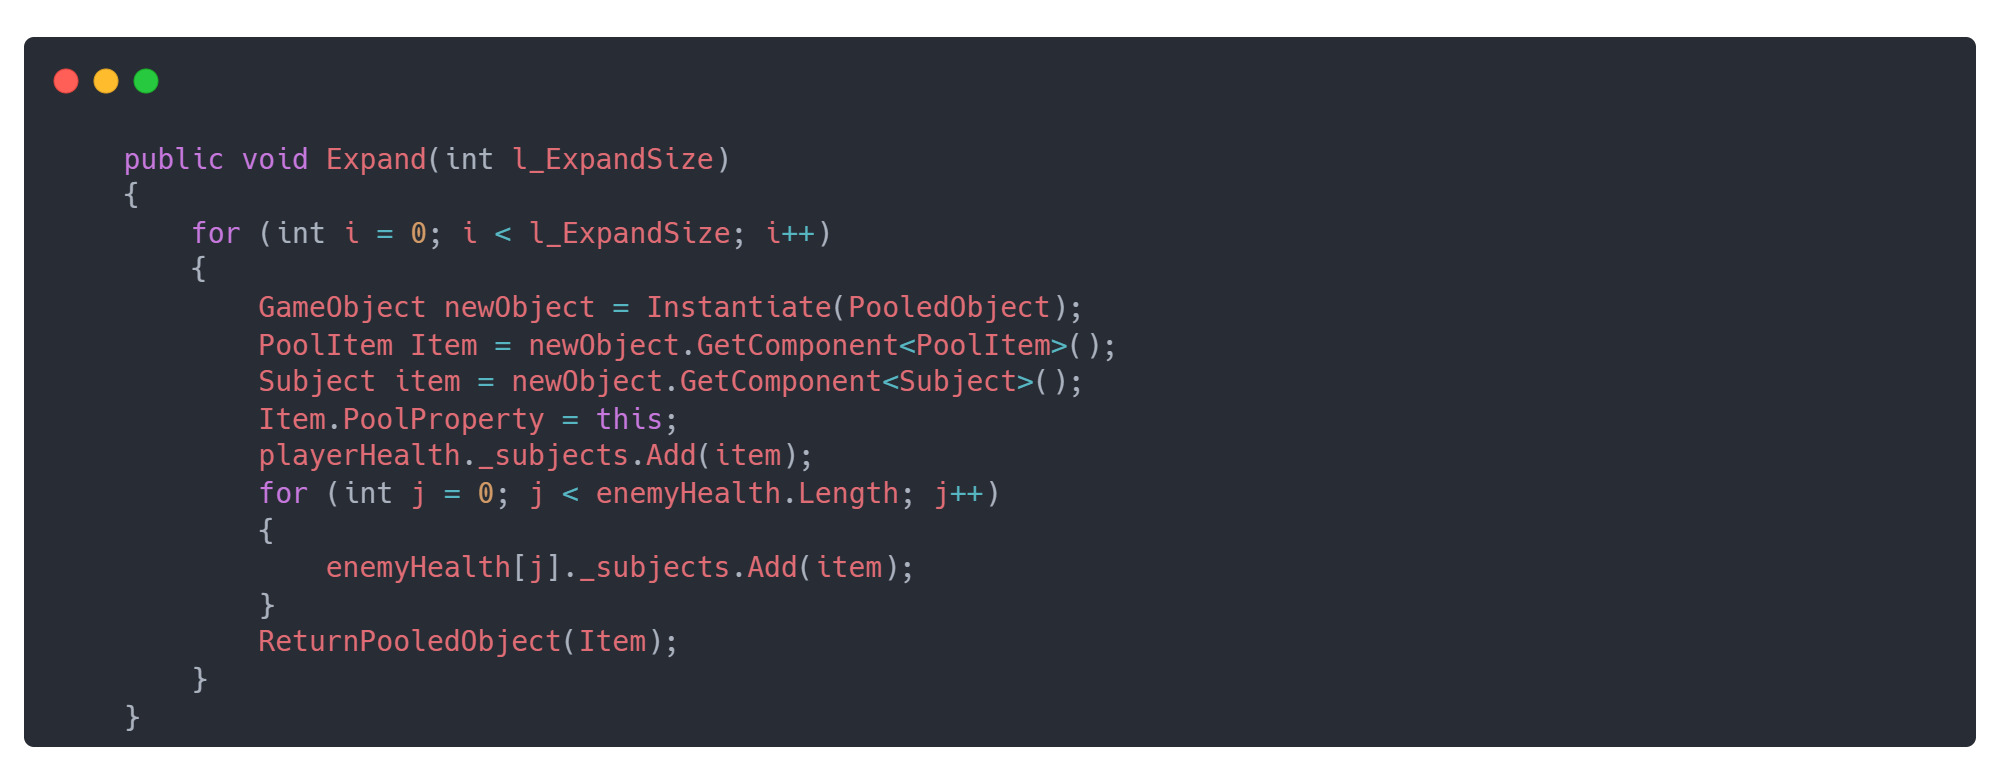 public void Expand(int l_ExpandSize)
{
    for (int i = 0; i < l_ExpandSize; i++)
    {
        GameObject newObject = Instantiate(PooledObject);
        PoolItem Item = newObject.GetComponent<PoolItem>();
        Subject item = newObject.GetComponent<Subject>();
        Item.PoolProperty = this;
        playerHealth._subjects.Add(item);
        for (int j = 0; j < enemyHealth.Length; j++)
        {
            enemyHealth[j]._subjects.Add(item);
        }
        ReturnPooledObject(Item);
    }
}